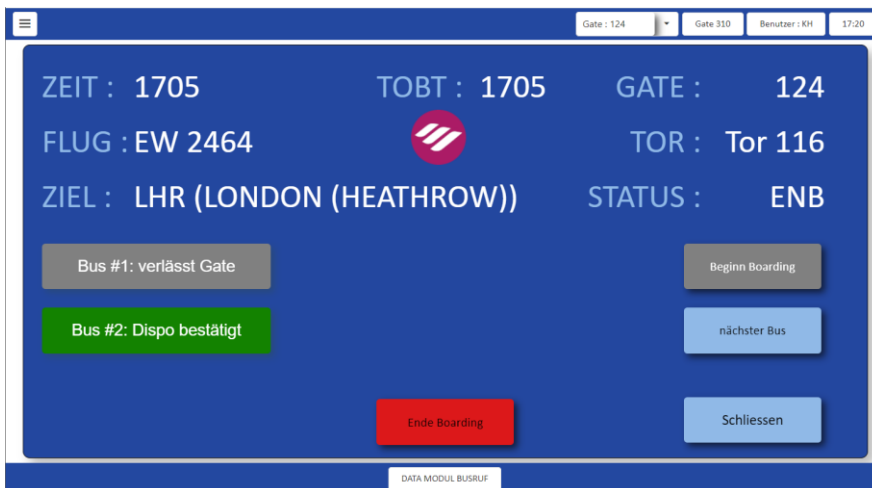 Gate : 124 Gate 310 Benutzer : KH 17:20
ZEIT : 1705 TOBT : 1705 GATE : 124
FLUG : EW 2464 TOR : Tor 116
ZIEL : LHR (LONDON (HEATHROW)) STATUS : ENB
Bus #1: verlässt Gate Beginn Boarding
Bus #2: Dispo bestätigt nächster Bus
Ende Boarding Schliessen
DATA MODUL BUSRUF